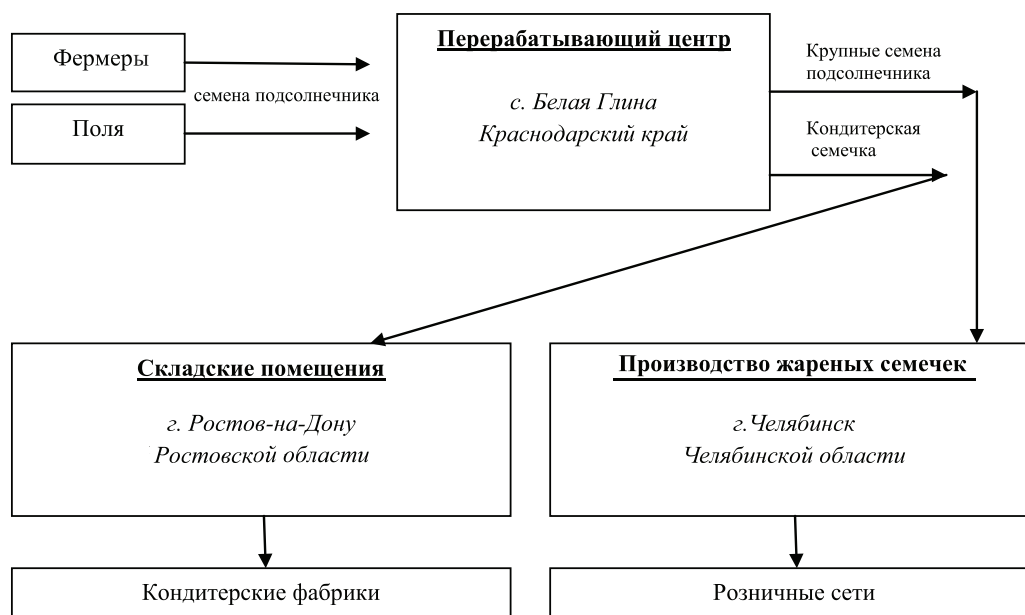 Фермеры
семена подсолнечника
Поля
Перерабатывающий центр
с. Белая Глина
Краснодарский край
Крупные семена
подсолнечника
Кондитерская
семечка
Складские помещения
г. Ростов-на-Дону
Ростовской области
Производство жареных семечек
г.Челябинск
Челябинской области
Кондитерские фабрики
Розничные сети